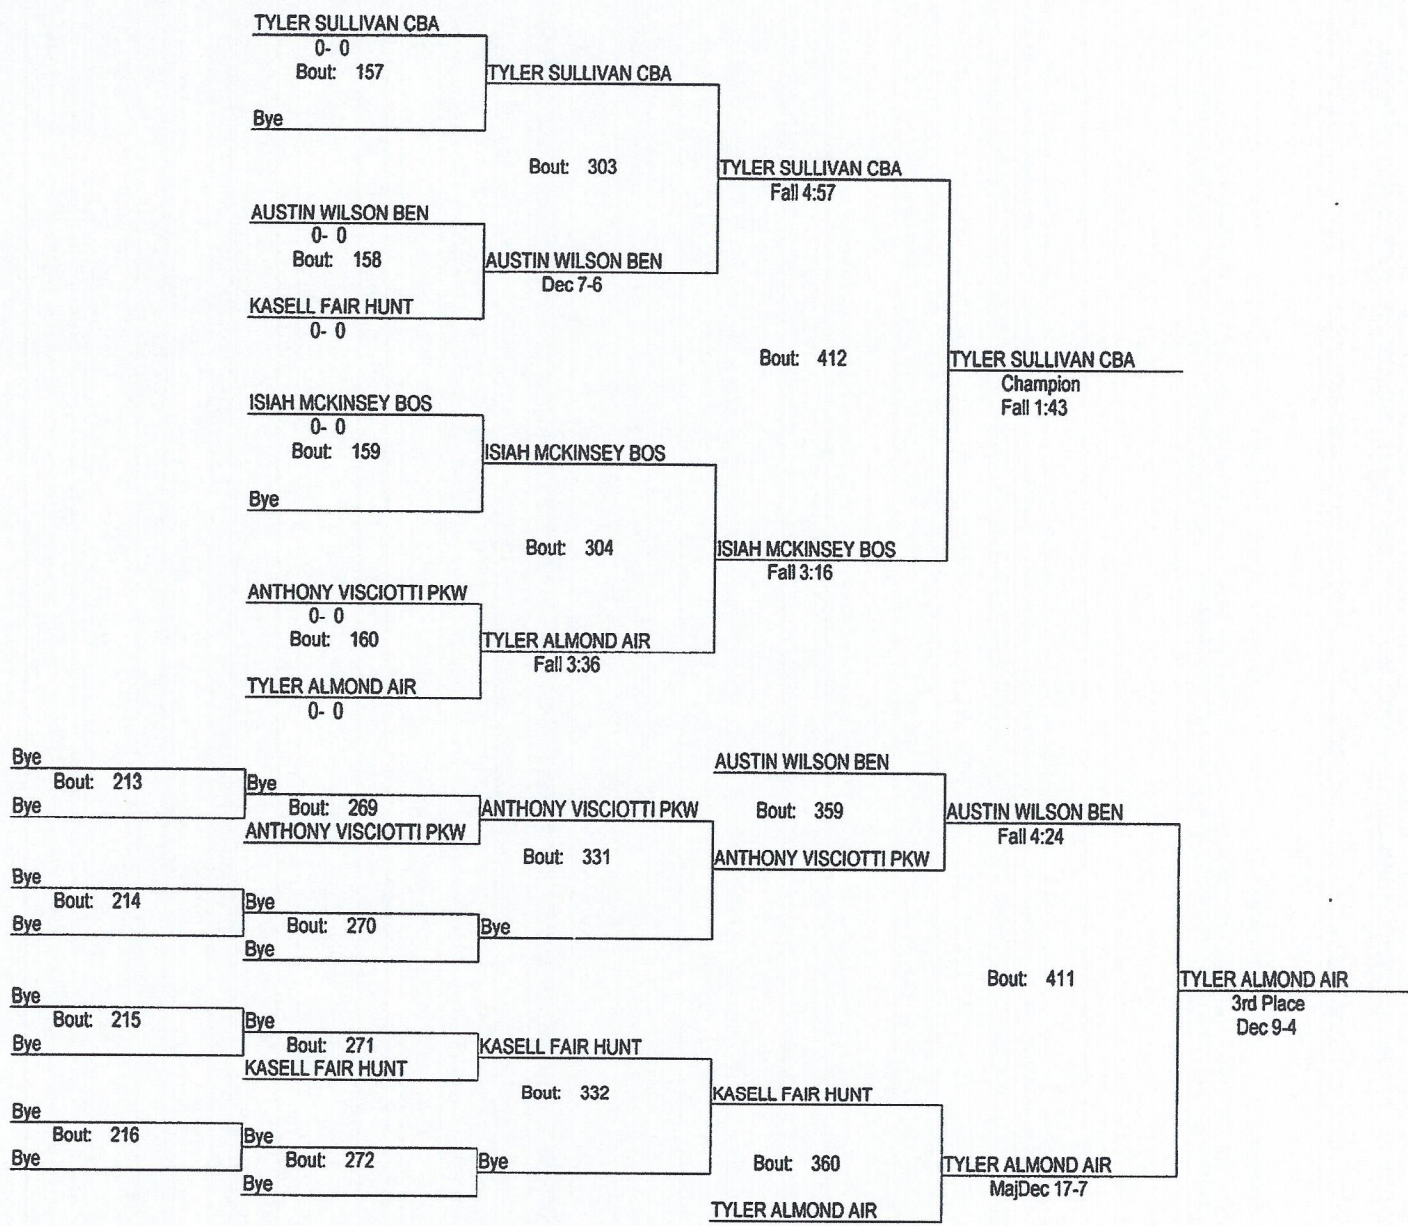 TYLER SULLIVAN CBA
0- 0
Bout: 157
TYLER SULLIVAN CBA
Bye
Bout: 303
TYLER SULLIVAN CBA
Fall 4:57
AUSTIN WILSON BEN
0- 0
Bout: 158
AUSTIN WILSON BEN
Dec 7-6
KASELL FAIR HUNT
0- 0
Bout: 412
TYLER SULLIVAN CBA
Champion
Fall 1:43
ISIAH MCKINSEY BOS
0- 0
Bout: 159
ISIAH MCKINSEY BOS
Bye
Bout: 304
ISIAH MCKINSEY BOS
Fall 3:16
ANTHONY VISCIOTTI PKW
0- 0
Bout: 160
TYLER ALMOND AIR
Fall 3:36
TYLER ALMOND AIR
0- 0
Bye
Bout: 213
Bye
Bye
Bout: 269
ANTHONY VISCIOTTI PKW
ANTHONY VISCIOTTI PKW
Bout: 331
AUSTIN WILSON BEN
Bout: 359
ANTHONY VISCIOTTI PKW
AUSTIN WILSON BEN
Fall 4:24
Bye
Bout: 214
Bye
Bye
Bout: 270
Bye
Bye
Bout: 411
TYLER ALMOND AIR
3rd Place
Dec 9-4
Bye
Bout: 215
Bye
Bye
Bout: 271
KASELL FAIR HUNT
KASELL FAIR HUNT
Bout: 332
KASELL FAIR HUNT
Bye
Bout: 216
Bye
Bye
Bout: 272
Bye
Bye
Bout: 360
TYLER ALMOND AIR
MajDec 17-7
TYLER ALMOND AIR